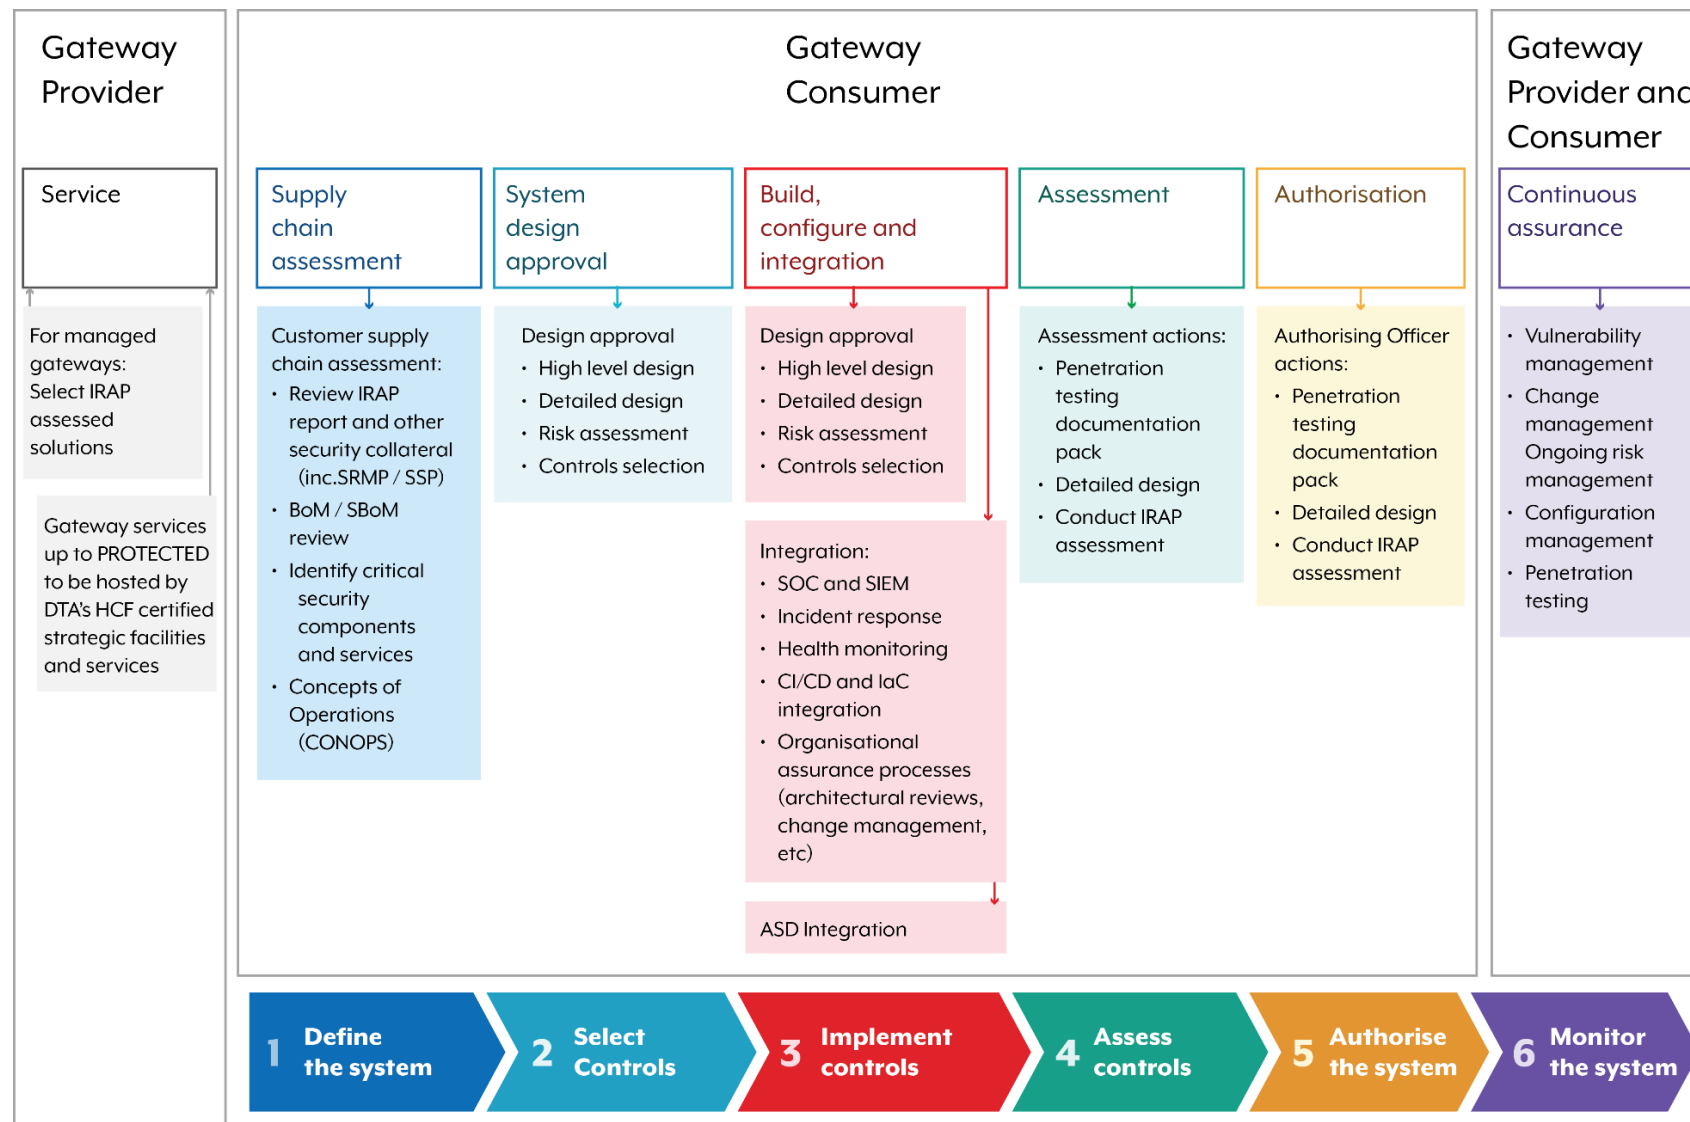 Gateway
Provider
Service
For managed
gateways:
Select IRAP
assessed
solutions
Gateway services
up to PROTECTED
to be hosted by
DTA's HCF certified
strategic facilities
and services
Gateway
Consumer
Supply
chain
assessment
Customer supply
chain assessment:
• Review IRAP
report and other
security collateral
(inc.SRMP / SSP)
• BoM / SBoM
review
• Identify critical
security
components
and services
• Concepts of
Operations
(CONOPS)
System
design
approval
Design approval
• High level design
• Detailed design
• Risk assessment
• Controls selection
Build,
configure and
integration
Design approval
• High level design
• Detailed design
• Risk assessment
• Controls selection
Integration:
• SOC and SIEM
• Incident response
• Health monitoring
• CI/CD and IaC
integration
• Organisational
assurance processes
(architectural reviews,
change management,
etc)
ASD Integration
Assessment
Assessment actions:
• Penetration
testing
documentation
pack
• Detailed design
• Conduct IRAP
assessment
Authorisation
Authorising Officer
actions:
• Penetration
testing
documentation
pack
• Detailed design
• Conduct IRAP
assessment
Gateway
Provider and
Consumer
Continuous
assurance
• Vulnerability
management
• Change
management
Ongoing risk
management
• Configuration
management
• Penetration
testing
1 Define
the system
2 Select
Controls
3 Implement
controls
4 Assess
controls
5 Authorise
the system
6 Monitor
the system